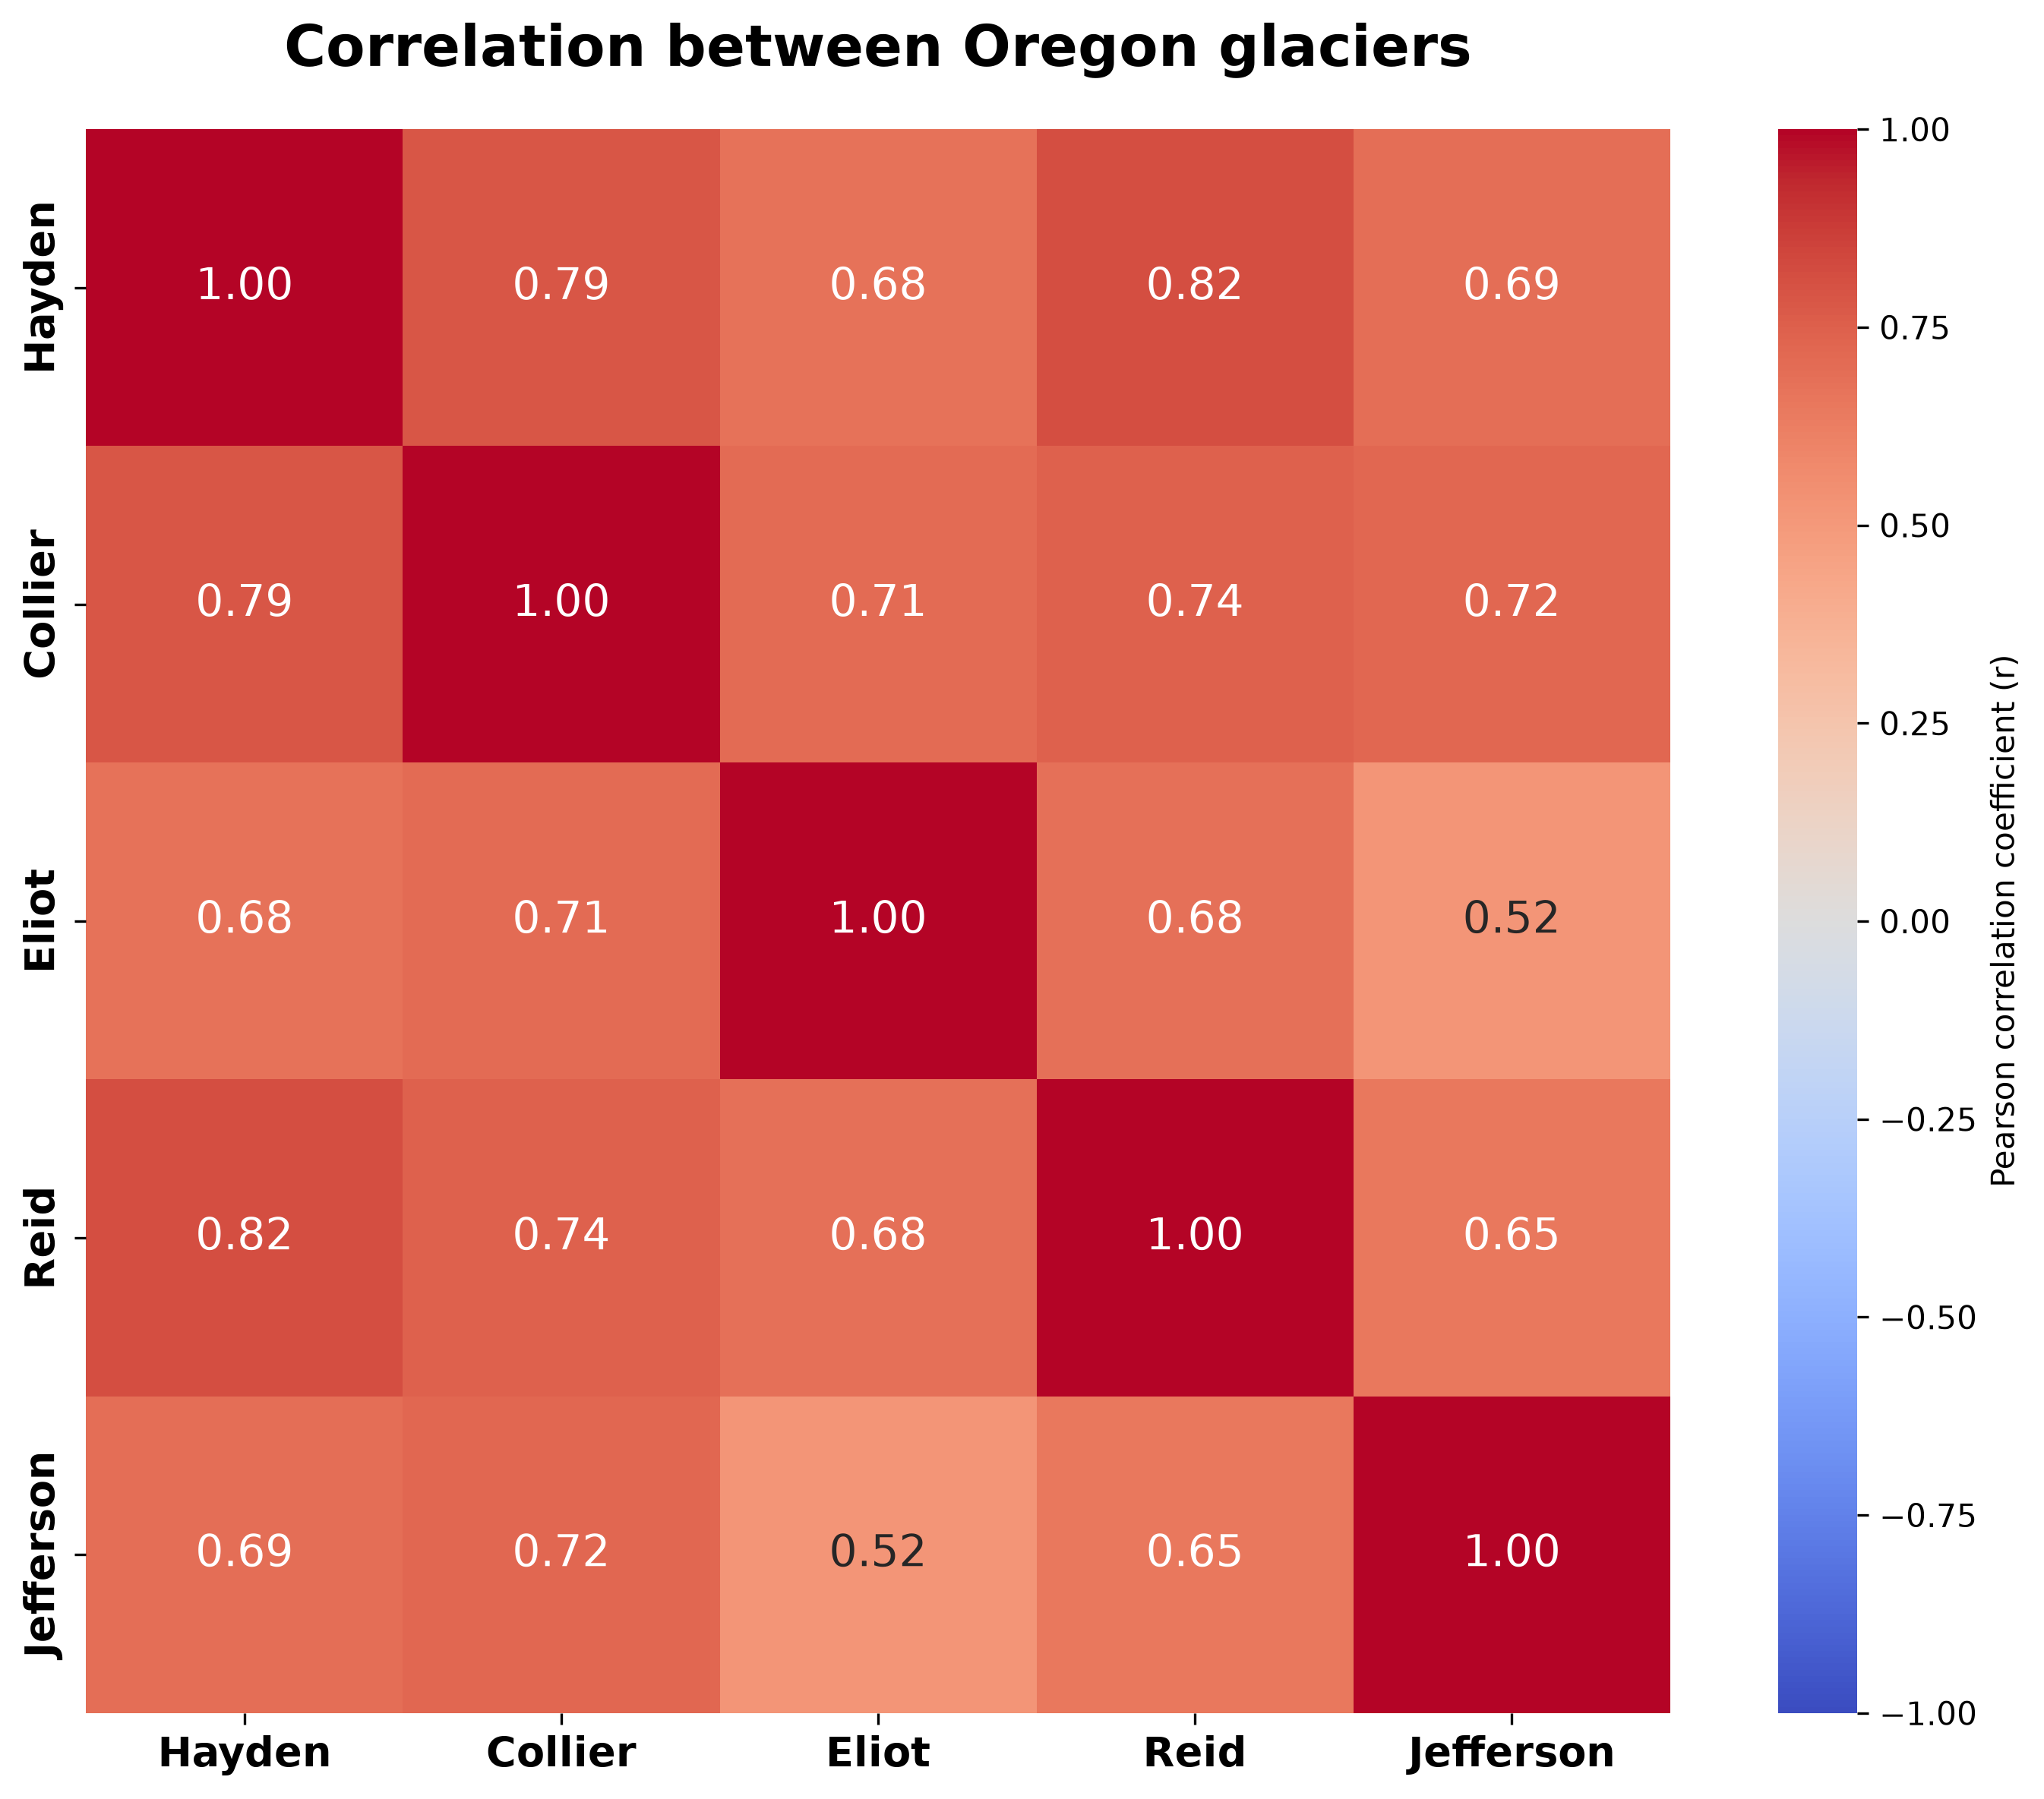 Correlation between Oregon glaciers
Hayden
1.00 0.79 0.68 0.82 0.69
Collier
0.79 1.00 0.71 0.74 0.72
Eliot
0.68 0.71 1.00 0.68 0.52
Reid
0.82 0.74 0.68 1.00 0.65
Jefferson
0.69 0.72 0.52 0.65 1.00
Hayden Collier Eliot Reid Jefferson
1.00
0.75
0.50
0.25
0.00
−0.25
−0.50
−0.75
−1.00
Pearson correlation coefficient (r)